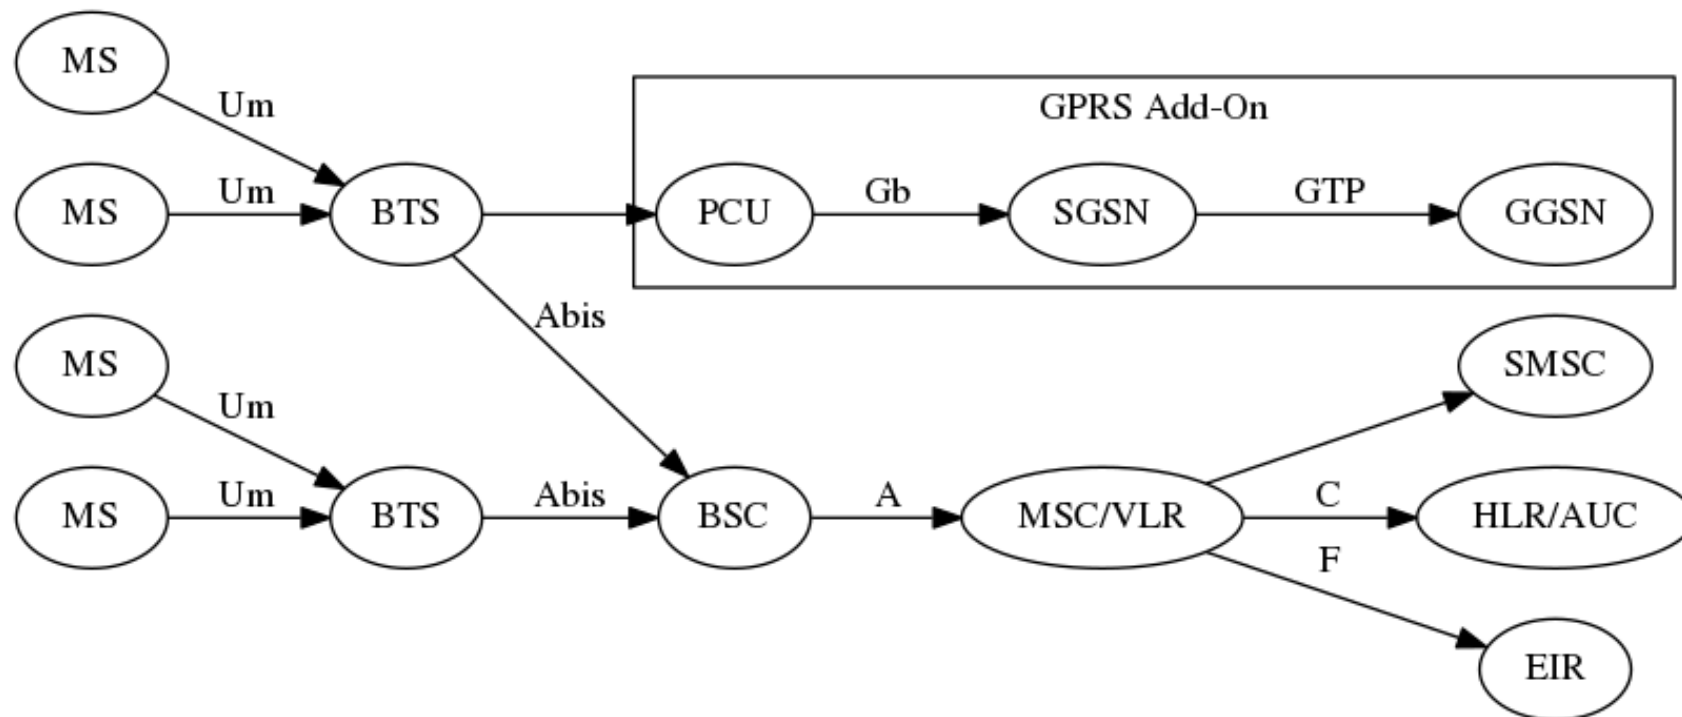 MS
Um
GPRS Add-On
MS
Um
BTS
PCU
Gb
SGSN
GTP
GGSN
Abis
MS
SMSC
Um
MS
Um
BTS
Abis
BSC
A
MSC/VLR
C
HLR/AUC
F
EIR